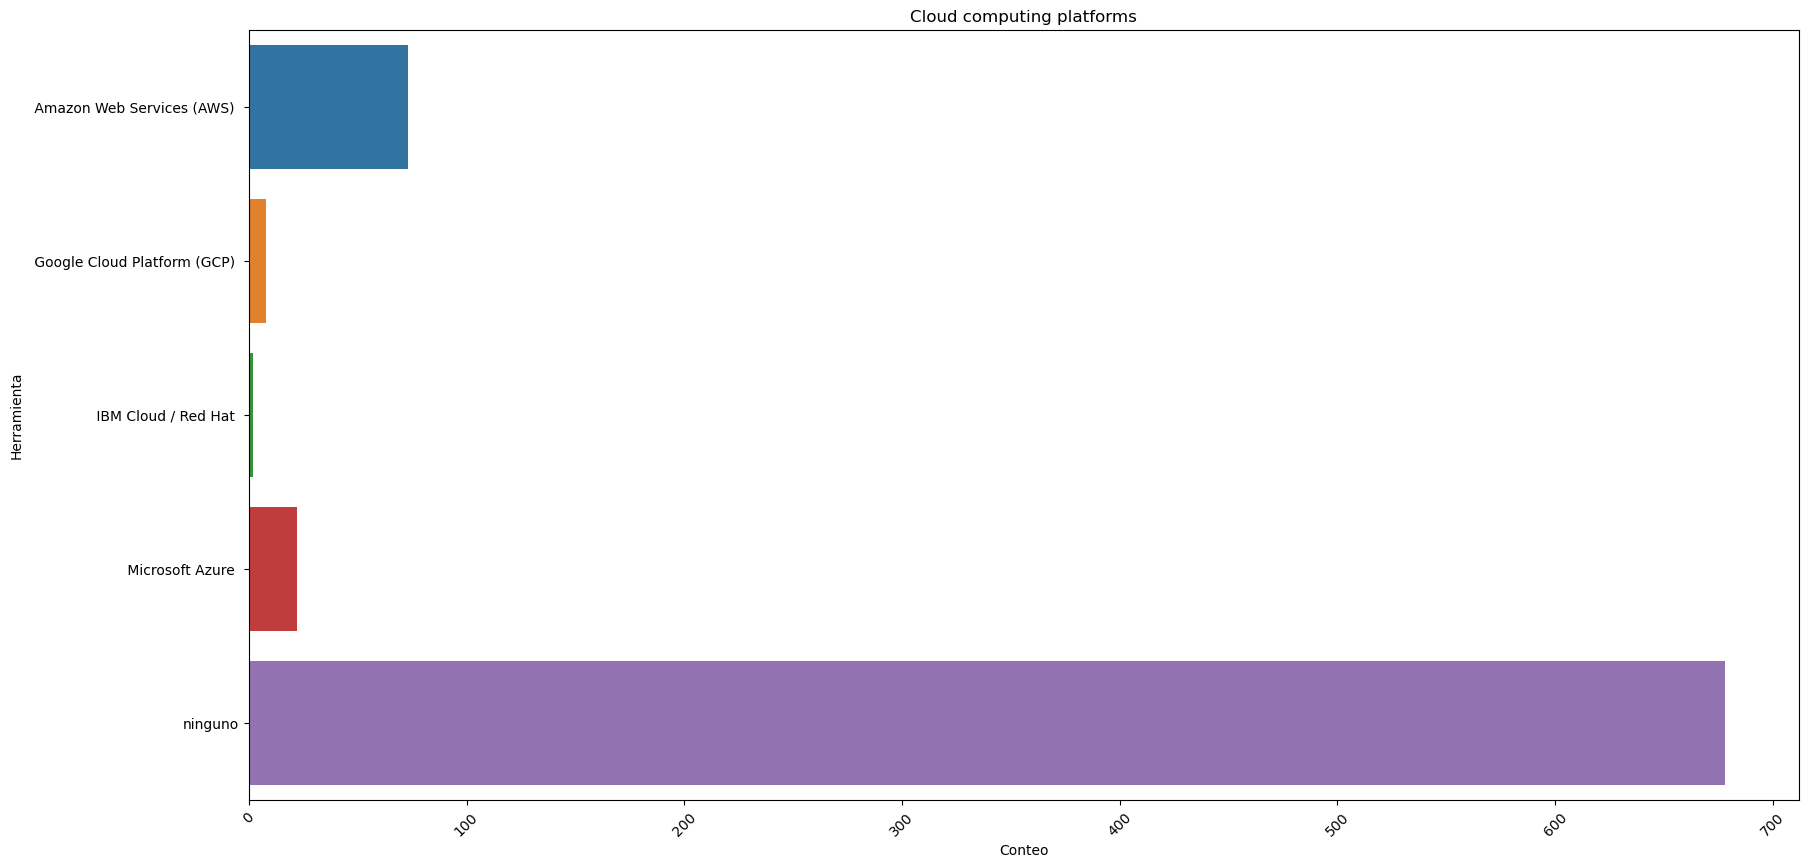 Cloud computing platforms
Herramienta
Amazon Web Services (AWS)
Google Cloud Platform (GCP)
IBM Cloud / Red Hat
Microsoft Azure
ninguno
0
100
200
300
400
500
600
700
Conteo